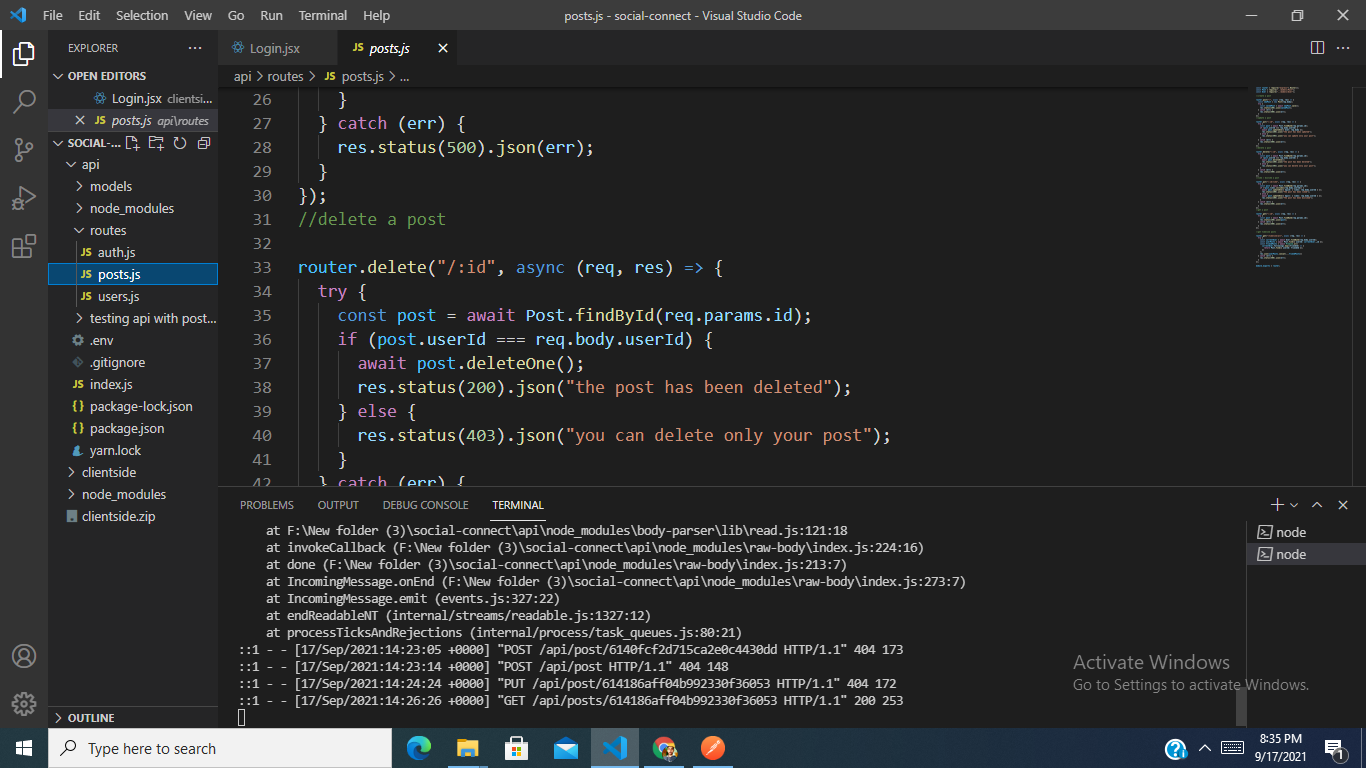 File Edit Selection View Go Run Terminal Help posts.js - social-connect - Visual Studio Code
EXPLORER
OPEN EDITORS
Login.jsx clientsi...
JS posts.js api\routes
SOCIAL-...
api
models
node_modules
routes
JS auth.js
JS posts.js
JS users.js
testing api with post...
.env
.gitignore
JS index.js
{} package-lock.json
{} package.json
yarn.lock
clientside
node_modules
clientside.zip
OUTLINE
Login.jsx JS posts.js
api > routes > JS posts.js > ...
26 }
27 } catch (err) {
28 res.status(500).json(err);
29 }
30 });
31 //delete a post
32
33 router.delete("/:id", async (req, res) => {
34 try {
35 const post = await Post.findById(req.params.id);
36 if (post.userId === req.body.userId) {
37 await post.deleteOne();
38 res.status(200).json("the post has been deleted");
39 } else {
40 res.status(403).json("you can delete only your post");
41 }
42 } catch (err) {
PROBLEMS OUTPUT DEBUG CONSOLE TERMINAL
at F:\New folder (3)\social-connect\api\node_modules\body-parser\lib\read.js:121:18
at invokeCallback (F:\New folder (3)\social-connect\api\node_modules\raw-body\index.js:224:16)
at done (F:\New folder (3)\social-connect\api\node_modules\raw-body\index.js:213:7)
at IncomingMessage.onEnd (F:\New folder (3)\social-connect\api\node_modules\raw-body\index.js:273:7)
at IncomingMessage.emit (events.js:327:22)
at endReadableNT (internal/streams/readable.js:1327:12)
at processTicksAndRejections (internal/process/task_queues.js:80:21)
::1 - - [17/Sep/2021:14:23:05 +0000] "POST /api/post/6140fcf2d715ca2e0c4430dd HTTP/1.1" 404 173
::1 - - [17/Sep/2021:14:23:14 +0000] "POST /api/post HTTP/1.1" 404 148
::1 - - [17/Sep/2021:14:24:24 +0000] "PUT /api/post/614186aff04b992330f36053 HTTP/1.1" 404 172
::1 - - [17/Sep/2021:14:26:26 +0000] "GET /api/posts/614186aff04b992330f36053 HTTP/1.1" 200 253
node
node
Activate Windows
Go to Settings to activate Windows.
Type here to search
8:35 PM
9/17/2021
1